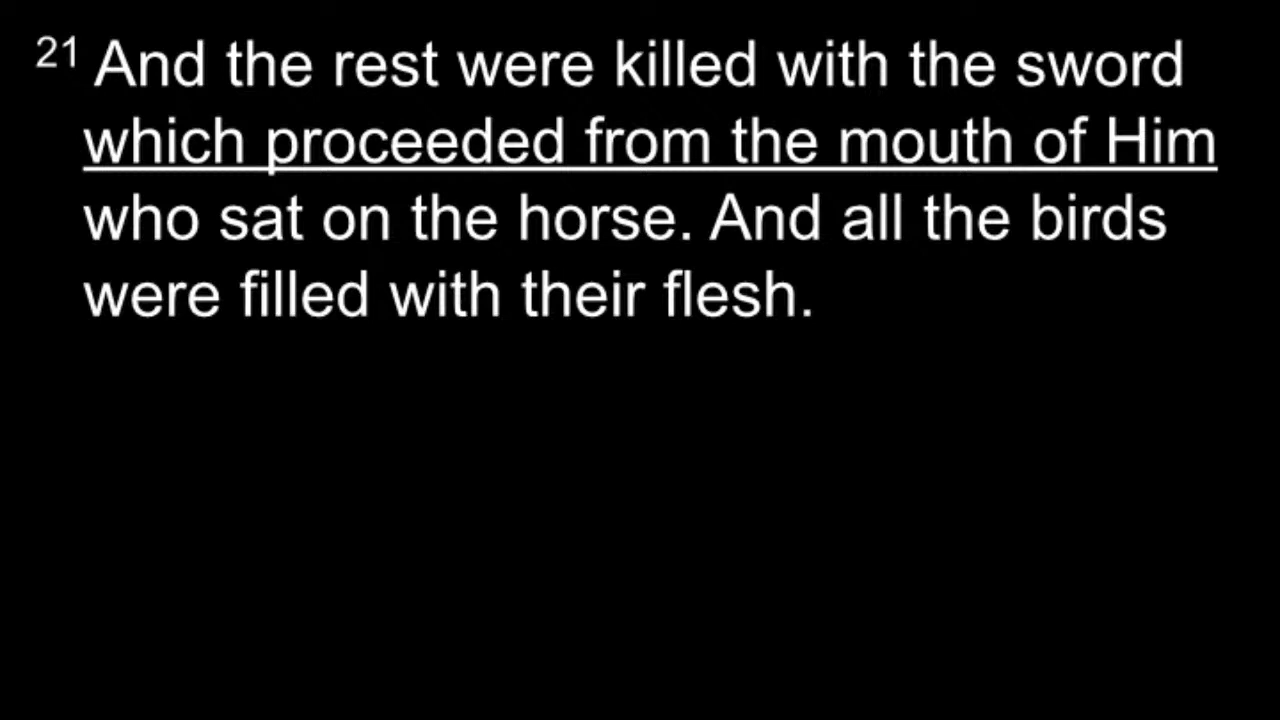 21 And the rest were killed with the sword
which proceeded from the mouth of Him
who sat on the horse. And all the birds
were filled with their flesh.